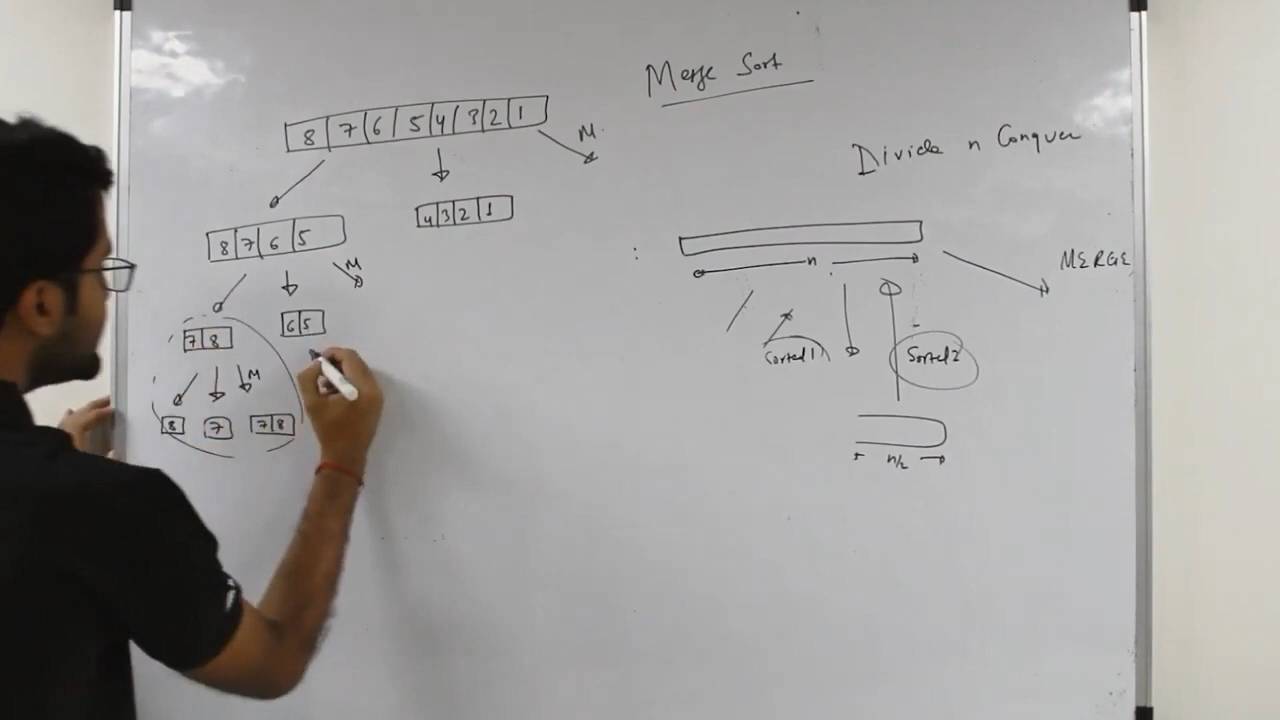 Merge Sort
8 7 6 5 4 3 2 1
M.
Divide n Conquer
4 3 2 1
8 7 6 5
M
n
MERGE
7 8
6 5
Sorted 1
Sorted 2
M
8
7
7 8
n/2